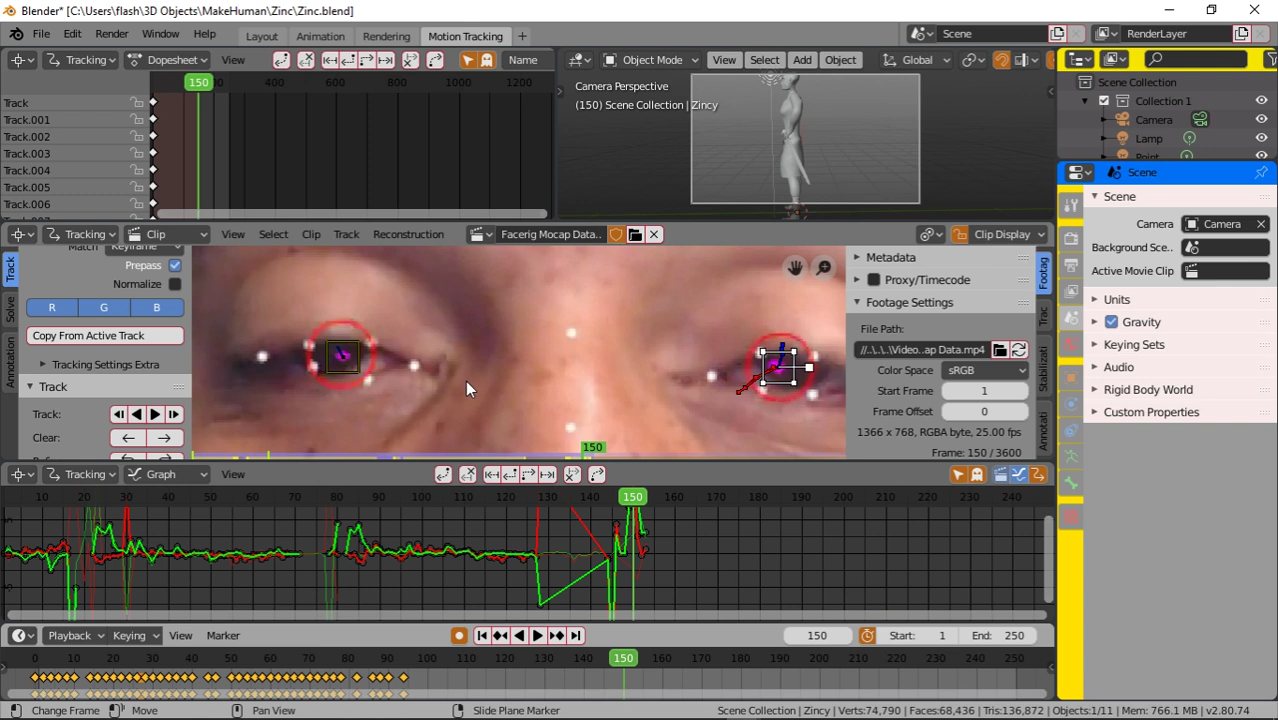 Blender* [C:\Users\flash\3D Objects\MakeHuman\Zinc\Zinc.blend]
File Edit Render Window Help Layout Animation Rendering Motion Tracking + Scene RenderLayer
Tracking Dopesheet View Name
150 400 600 800 1000 1200
Track
Track.001
Track.002
Track.003
Track.004
Track.005
Track.006
Object Mode View Select Add Object Global
Camera Perspective
(150) Scene Collection | Zincy
Scene Collection
Collection 1
Camera
Lamp
Point
Scene
Scene
Camera Camera
Background Sce..
Active Movie Clip
Units
Gravity
Keying Sets
Audio
Rigid Body World
Custom Properties
Tracking Clip View Select Clip Track Reconstruction Facerig Mocap Data.. Clip Display
Track
Solve
Annotation
Match Keyframe
Prepass
Normalize
R G B
Copy From Active Track
Tracking Settings Extra
Track
Track:
Clear:
150
Metadata
Proxy/Timecode
Footage Settings
File Path:
//..\..\..\Video..ap Data.mp4
Color Space sRGB
Start Frame 1
Frame Offset 0
1366 x 768, RGBA byte, 25.00 fps
Frame: 150 / 3600
Footag
Trac
Stabilizati
Annotati
Tracking Graph View
10 20 30 40 50 60 70 80 90 100 110 120 130 140 150 160 170 180 190 200 210 220 230 240
Playback Keying View Marker 150 Start: 1 End: 250
0 10 20 30 40 50 60 70 80 90 100 110 120 130 140 150 160 170 180 190 200 210 220 230 240 250
Change Frame Move Pan View Slide Plane Marker Scene Collection | Zincy | Verts:74,790 | Faces:68,436 | Tris:136,872 | Objects:1/11 | Mem: 766.1 MB | v2.80.74